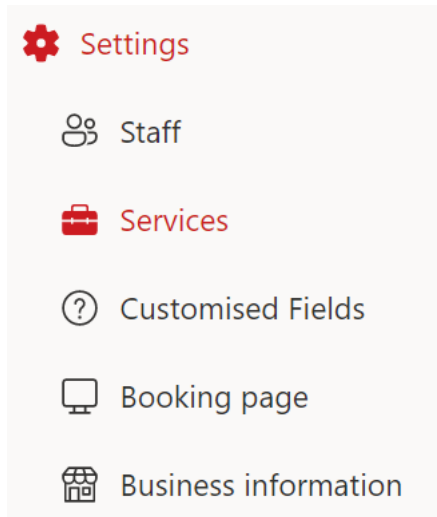 Settings
Staff
Services
Customised Fields
Booking page
Business information